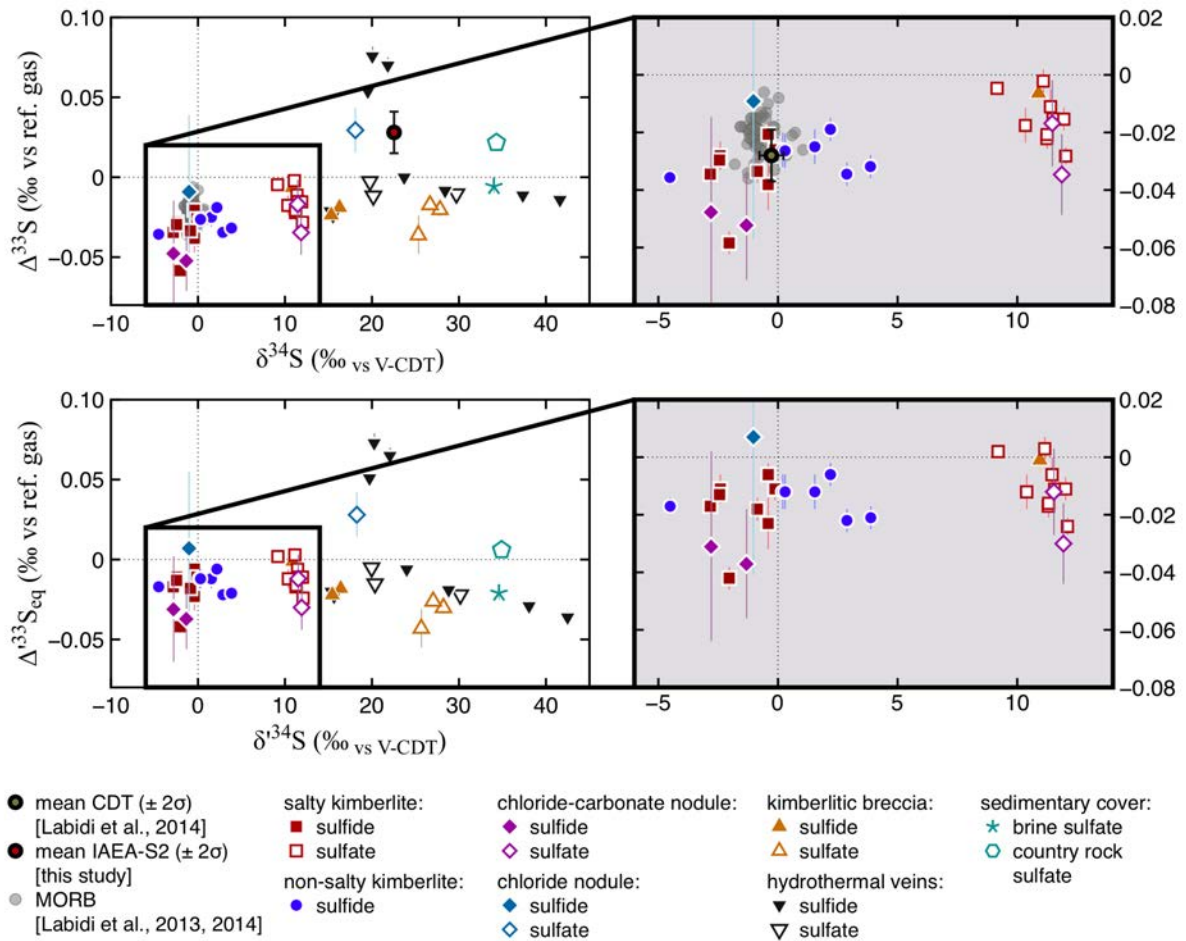 0.10
0.05
0
−0.05
Δ33S (‰ vs ref. gas)
−10 0 10 20 30 40
δ34S (‰ vs V-CDT)
0.02
0
−0.02
−0.04
−0.06
−0.08
−5 0 5 10
0.10
0.05
0
−0.05
Δ'33Seq (‰ vs ref. gas)
−10 0 10 20 30 40
δ'34S (‰ vs V-CDT)
0.02
0
−0.02
−0.04
−0.06
−0.08
−5 0 5 10
mean CDT (± 2σ)
[Labidi et al., 2014]
mean IAEA-S2 (± 2σ)
[this study]
MORB
[Labidi et al., 2013, 2014]
salty kimberlite:
sulfide
sulfate
non-salty kimberlite:
sulfide
chloride-carbonate nodule:
sulfide
sulfate
chloride nodule:
sulfide
sulfate
kimberlitic breccia:
sulfide
sulfate
hydrothermal veins:
sulfide
sulfate
sedimentary cover:
brine sulfate
country rock
sulfate